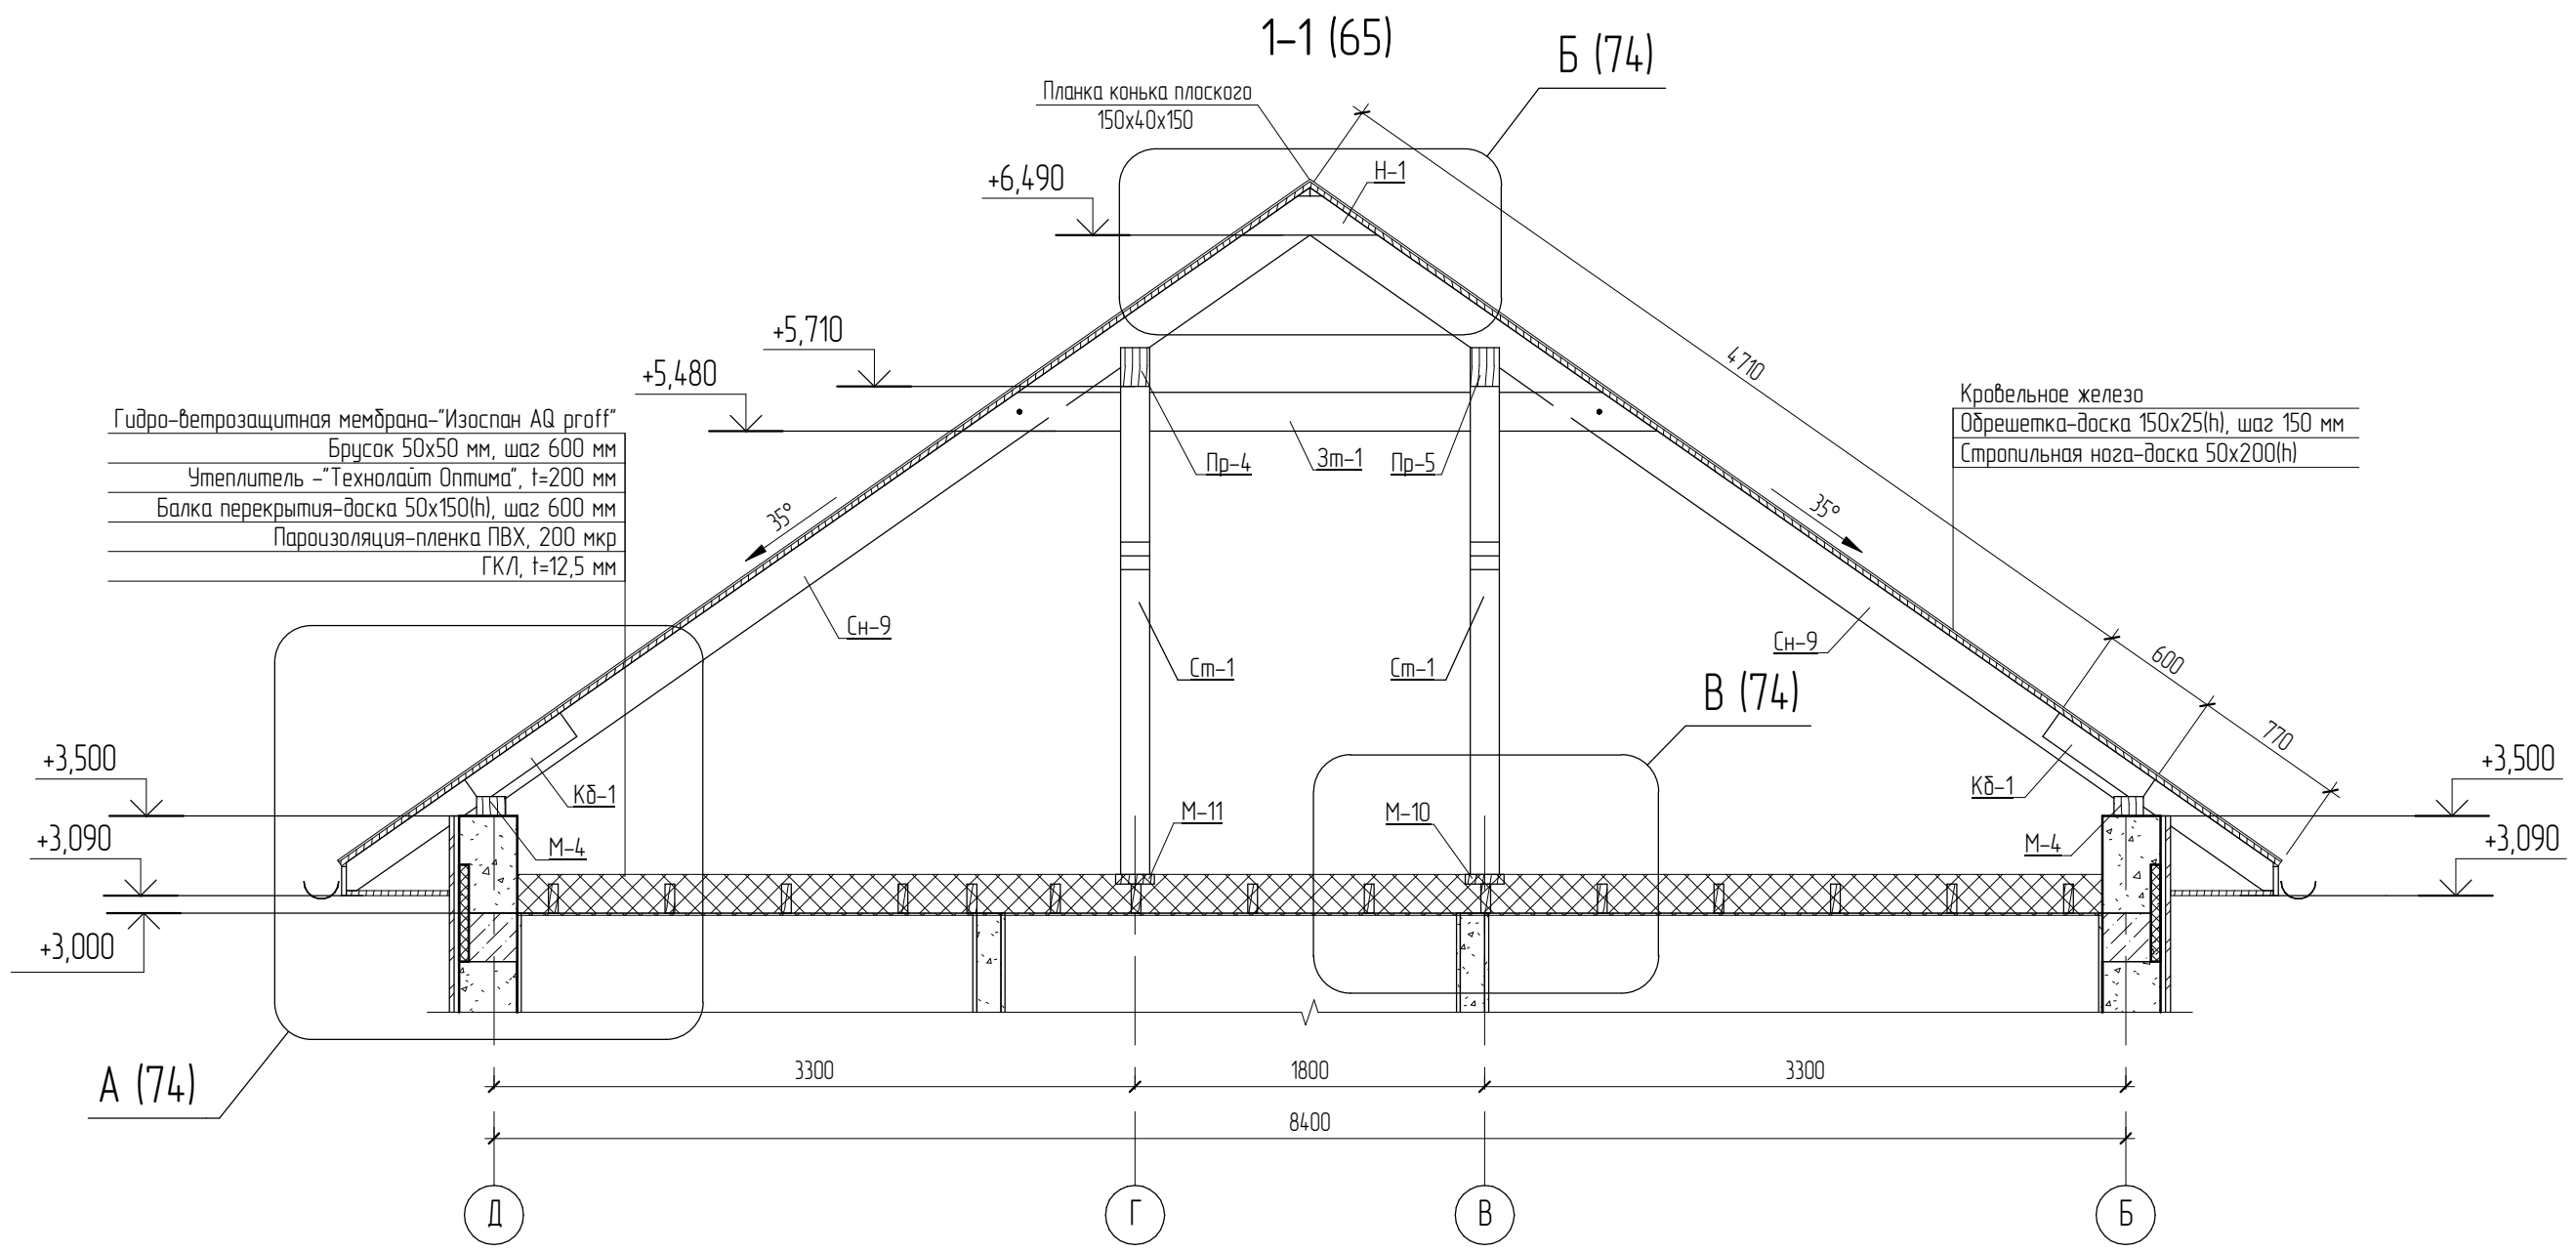 1-1 (65)
Б (74)
Планка конька плоского
150х40х150
Н-1
+6,490
+5,710
+5,480
4710
Гидро-ветрозащитная мембрана-"Изоспан AQ proff"
Брусок 50х50 мм, шаг 600 мм
Утеплитель -"Технолайт Оптима", t=200 мм
Балка перекрытия-доска 50х150(h), шаг 600 мм
Пароизоляция-пленка ПВХ, 200 мкр
ГКЛ, t=12,5 мм
Кровельное железо
Обрешетка-доска 150х25(h), шаг 150 мм
Стропильная нога-доска 50х200(h)
Пр-4
Зт-1
Пр-5
35°
35°
Сн-9
Сн-9
Ст-1
Ст-1
600
770
В (74)
+3,500
+3,090
+3,000
Кб-1
М-4
М-11
М-10
Кб-1
М-4
+3,500
+3,090
А (74)
3300
1800
3300
8400
Д
Г
В
Б